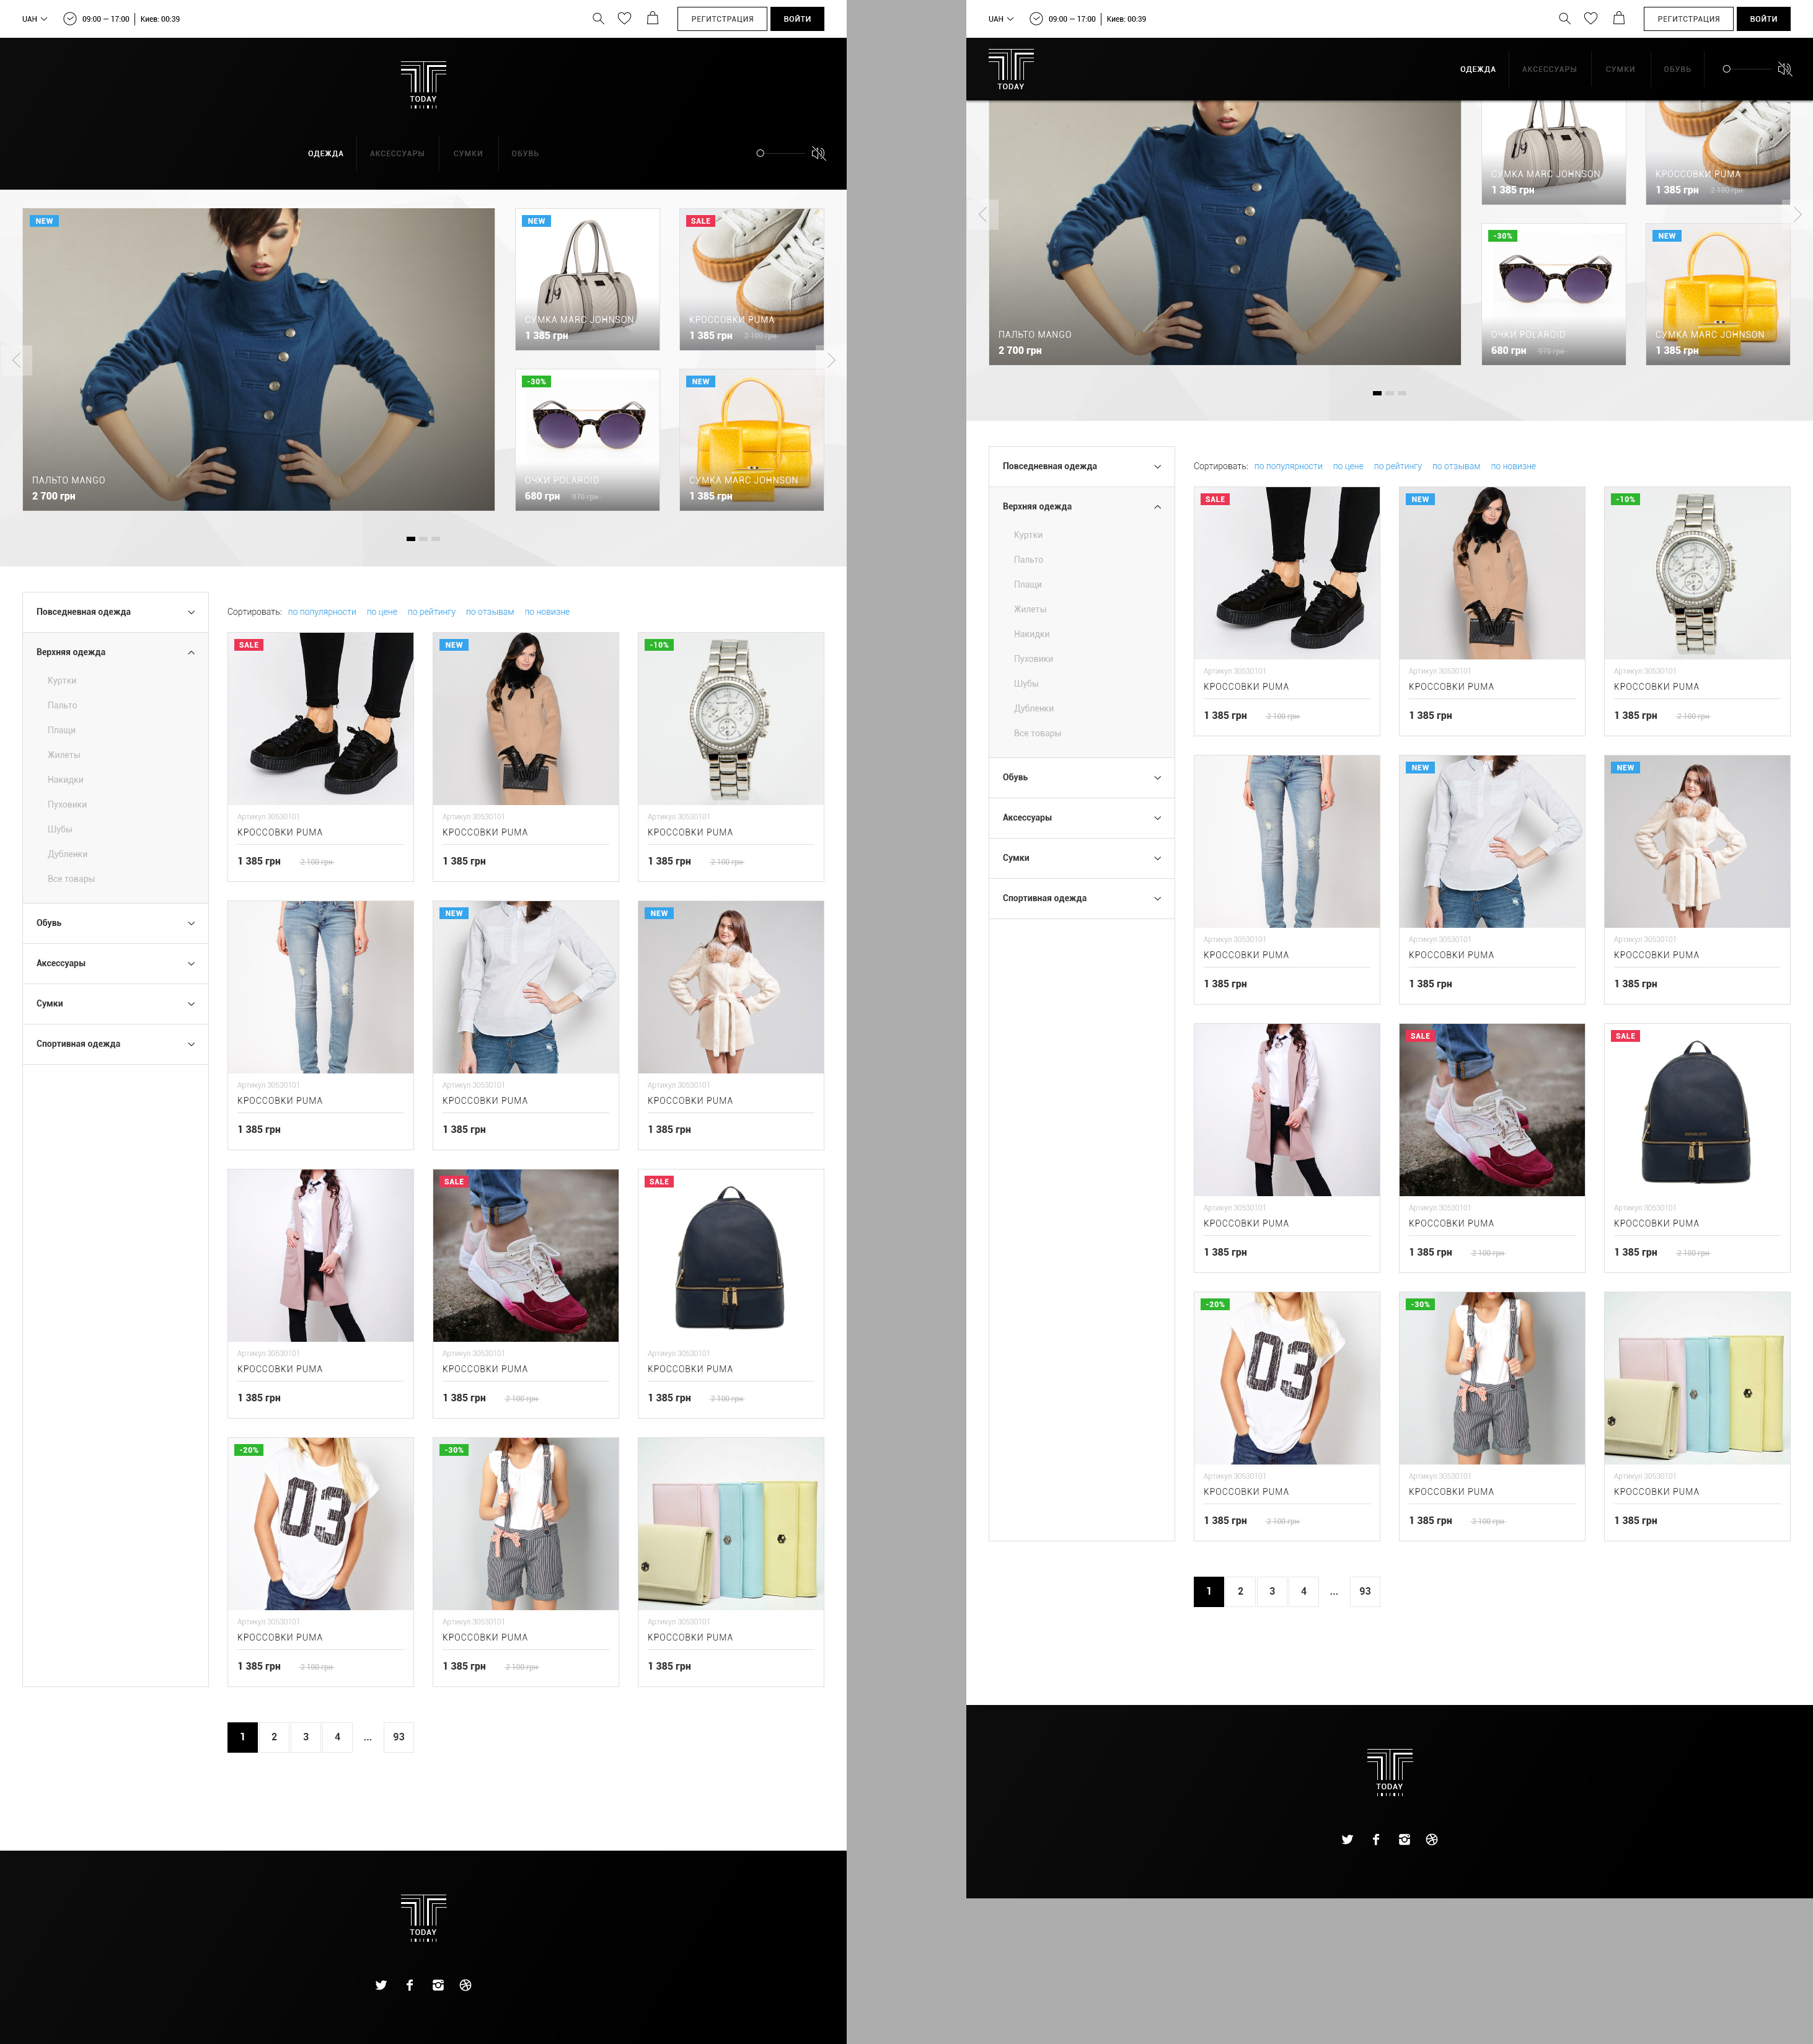 UAH 09:00 — 17:00 Киев: 00:39 РЕГИТСТРАЦИЯ ВОЙТИ
TODAY
ОДЕЖДА АКСЕССУАРЫ СУМКИ ОБУВЬ
NEW NEW SALE
СУМКА MARC JOHNSON КРОССОВКИ PUMA
1 385 грн 1 385 грн 2 100 грн
-30% NEW
ПАЛЬТО MANGO ОЧКИ POLAROID СУМКА MARC JOHNSON
2 700 грн 680 грн 970 грн 1 385 грн
Повседневная одежда
Верхняя одежда
Куртки
Пальто
Плащи
Жилеты
Накидки
Пуховики
Шубы
Дубленки
Все товары
Обувь
Аксессуары
Сумки
Спортивная одежда
Сортировать: по популярности по цене по рейтингу по отзывам по новизне
SALE NEW -10%
Артикул 30530101 Артикул 30530101 Артикул 30530101
КРОССОВКИ PUMA КРОССОВКИ PUMA КРОССОВКИ PUMA
1 385 грн 2 100 грн 1 385 грн 1 385 грн 2 100 грн
NEW NEW
Артикул 30530101 Артикул 30530101 Артикул 30530101
КРОССОВКИ PUMA КРОССОВКИ PUMA КРОССОВКИ PUMA
1 385 грн 1 385 грн 1 385 грн
SALE SALE
Артикул 30530101 Артикул 30530101 Артикул 30530101
КРОССОВКИ PUMA КРОССОВКИ PUMA КРОССОВКИ PUMA
1 385 грн 1 385 грн 2 100 грн 1 385 грн 2 100 грн
-20% -30%
03
Артикул 30530101 Артикул 30530101 Артикул 30530101
КРОССОВКИ PUMA КРОССОВКИ PUMA КРОССОВКИ PUMA
1 385 грн 2 100 грн 1 385 грн 2 100 грн 1 385 грн
1 2 3 4 ... 93
TODAY
UAH 09:00 — 17:00 Киев: 00:39 РЕГИТСТРАЦИЯ ВОЙТИ
TODAY ОДЕЖДА АКСЕССУАРЫ СУМКИ ОБУВЬ
СУМКА MARC JOHNSON КРОССОВКИ PUMA
1 385 грн 1 385 грн 2 100 грн
-30% NEW
ПАЛЬТО MANGO ОЧКИ POLAROID СУМКА MARC JOHNSON
2 700 грн 680 грн 970 грн 1 385 грн
Повседневная одежда
Верхняя одежда
Куртки
Пальто
Плащи
Жилеты
Накидки
Пуховики
Шубы
Дубленки
Все товары
Обувь
Аксессуары
Сумки
Спортивная одежда
Сортировать: по популярности по цене по рейтингу по отзывам по новизне
SALE NEW -10%
Артикул 30530101 Артикул 30530101 Артикул 30530101
КРОССОВКИ PUMA КРОССОВКИ PUMA КРОССОВКИ PUMA
1 385 грн 2 100 грн 1 385 грн 1 385 грн 2 100 грн
NEW NEW
Артикул 30530101 Артикул 30530101 Артикул 30530101
КРОССОВКИ PUMA КРОССОВКИ PUMA КРОССОВКИ PUMA
1 385 грн 1 385 грн 1 385 грн
SALE SALE
Артикул 30530101 Артикул 30530101 Артикул 30530101
КРОССОВКИ PUMA КРОССОВКИ PUMA КРОССОВКИ PUMA
1 385 грн 1 385 грн 2 100 грн 1 385 грн 2 100 грн
-20% -30%
03
Артикул 30530101 Артикул 30530101 Артикул 30530101
КРОССОВКИ PUMA КРОССОВКИ PUMA КРОССОВКИ PUMA
1 385 грн 2 100 грн 1 385 грн 2 100 грн 1 385 грн
1 2 3 4 ... 93
TODAY